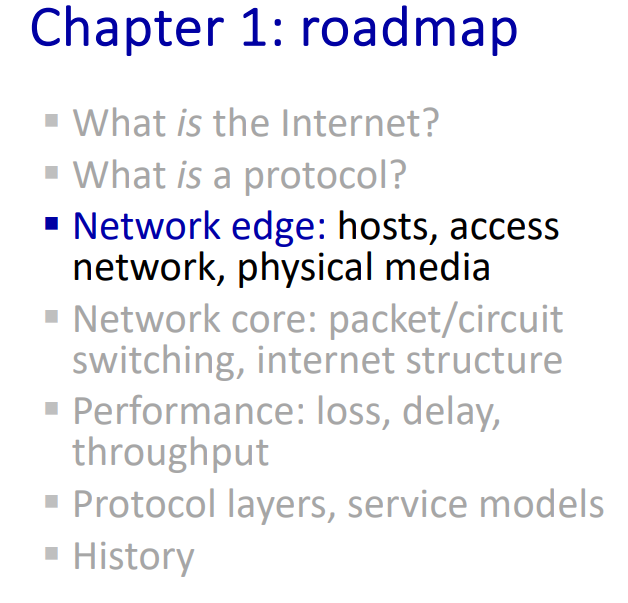 Chapter 1: roadmap
▪ What is the Internet?
▪ What is a protocol?
▪ Network edge: hosts, access
network, physical media
▪ Network core: packet/circuit
switching, internet structure
▪ Performance: loss, delay,
throughput
▪ Protocol layers, service models
▪ History